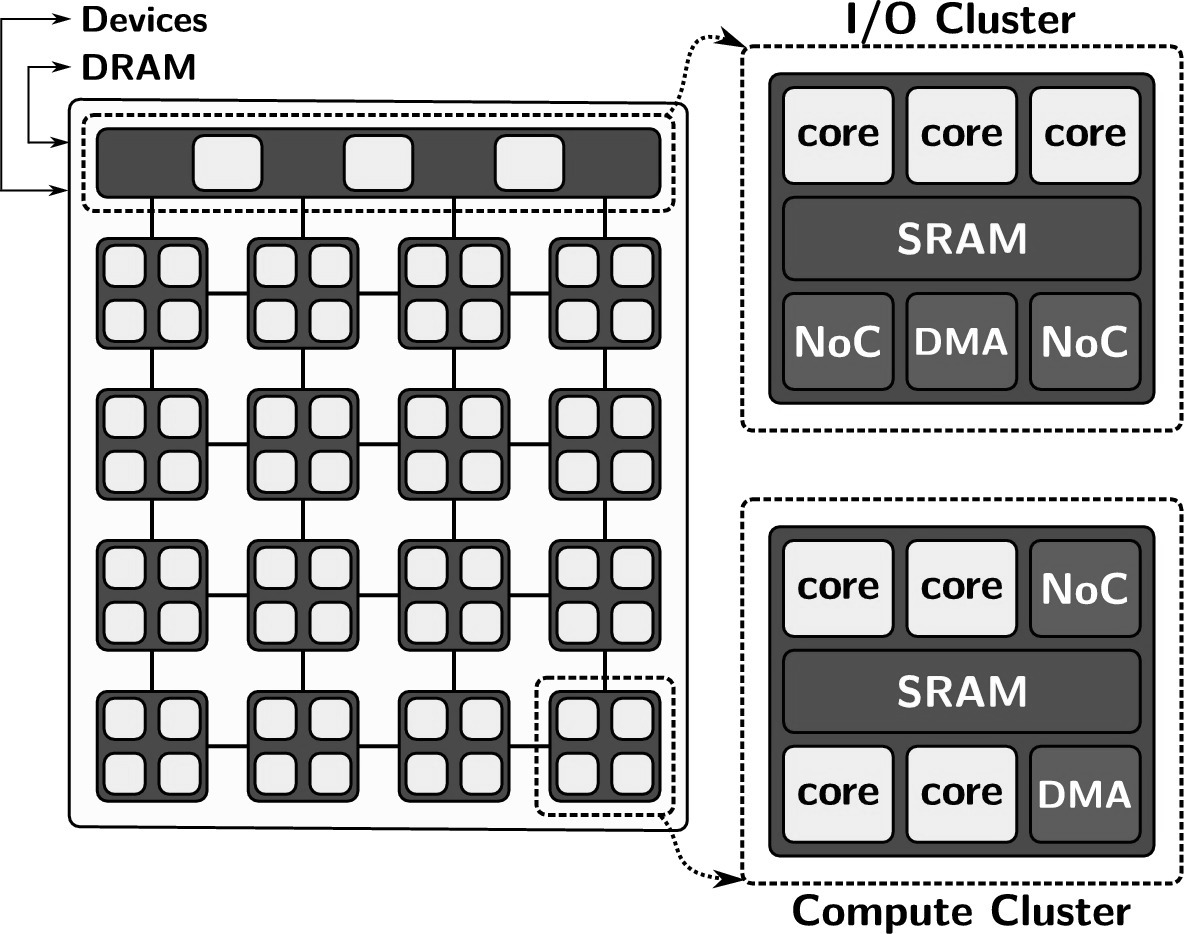 Devices
DRAM
I/O Cluster
core core core
SRAM
NoC DMA NoC
core core NoC
SRAM
core core DMA
Compute Cluster